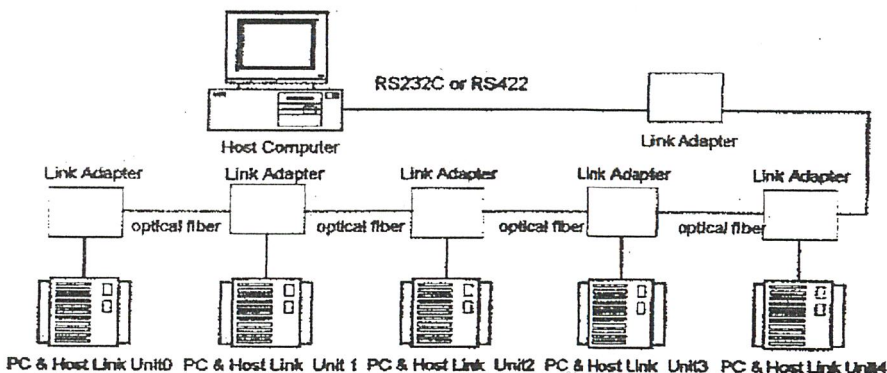 RS232C or RS422
Host Computer
Link Adapter
Link Adapter
Link Adapter
Link Adapter
Link Adapter
Link Adapter
optical fiber
optical fiber
optical fiber
optical fiber
PC & Host Link Unit0
PC & Host Link Unit 1
PC & Host Link Unit2
PC & Host Link Unit3
PC & Host Link Unit4